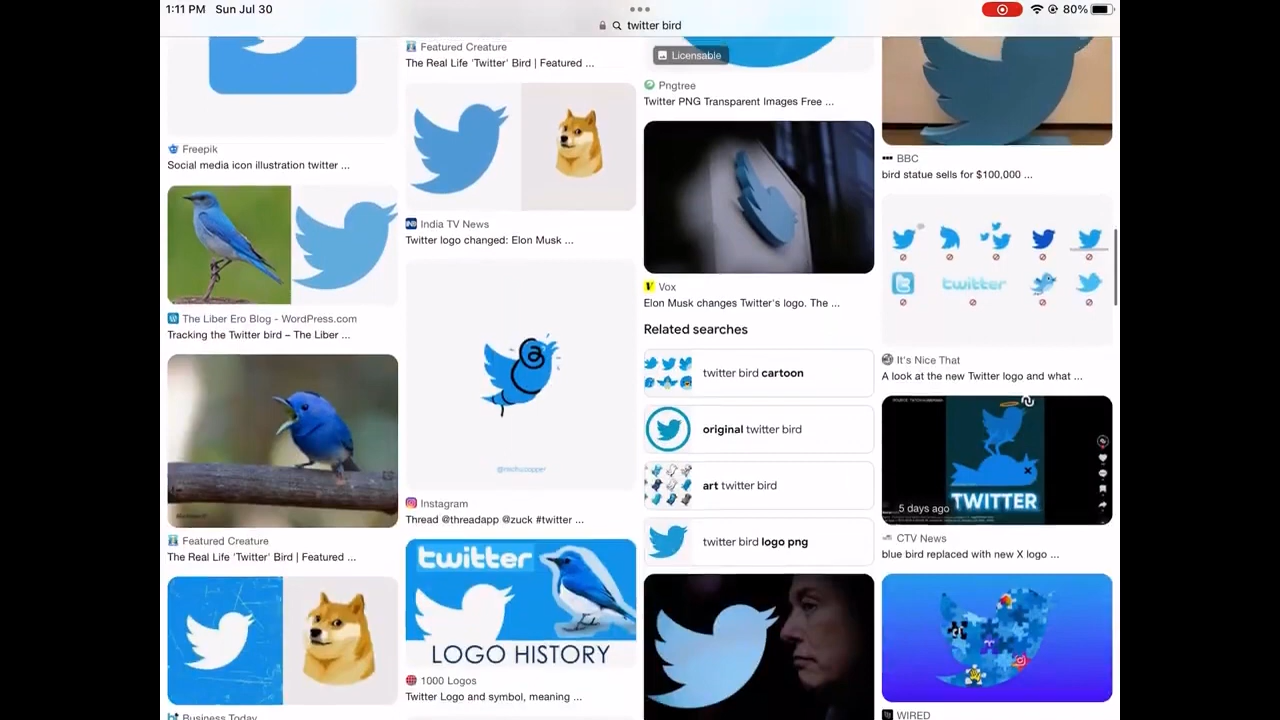 1:11 PM Sun Jul 30
80%
twitter bird
Freepik
Social media icon illustration twitter ...
The Liber Ero Blog - WordPress.com
Tracking the Twitter bird – The Liber ...
Featured Creature
The Real Life 'Twitter' Bird | Featured ...
Business Today
Featured Creature
The Real Life 'Twitter' Bird | Featured ...
India TV News
Twitter logo changed: Elon Musk ...
Instagram
Thread @threadapp @zuck #twitter ...
twitter
LOGO HISTORY
1000 Logos
Twitter Logo and symbol, meaning ...
Licensable
Pngtree
Twitter PNG Transparent Images Free ...
Vox
Elon Musk changes Twitter's logo. The ...
Related searches
twitter bird cartoon
original twitter bird
art twitter bird
twitter bird logo png
BBC
bird statue sells for $100,000 ...
twitter
It's Nice That
A look at the new Twitter logo and what ...
TWITTER
5 days ago
CTV News
blue bird replaced with new X logo ...
WIRED